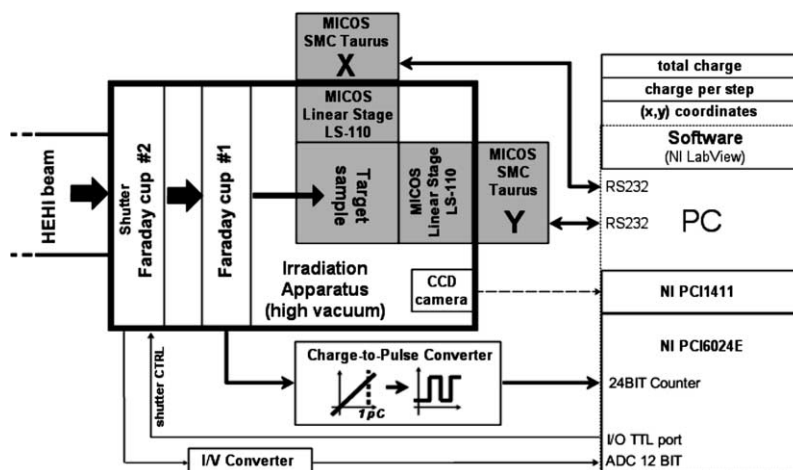 MICOS
SMC Taurus
X
MICOS
Linear Stage
LS-110
HEHI beam
Shutter
Faraday cup #2
Faraday cup #1
Target
sample
MICOS
Linear Stage
LS-110
MICOS
SMC
Taurus
Y
Irradiation
Apparatus
(high vacuum)
CCD
camera
total charge
charge per step
(x,y) coordinates
Software
(NI LabView)
RS232
RS232
PC
NI PCI1411
NI PCI6024E
24BIT Counter
I/O TTL port
ADC 12 BIT
Charge-to-Pulse Converter
1pC
shutter CTRL
I/V Converter